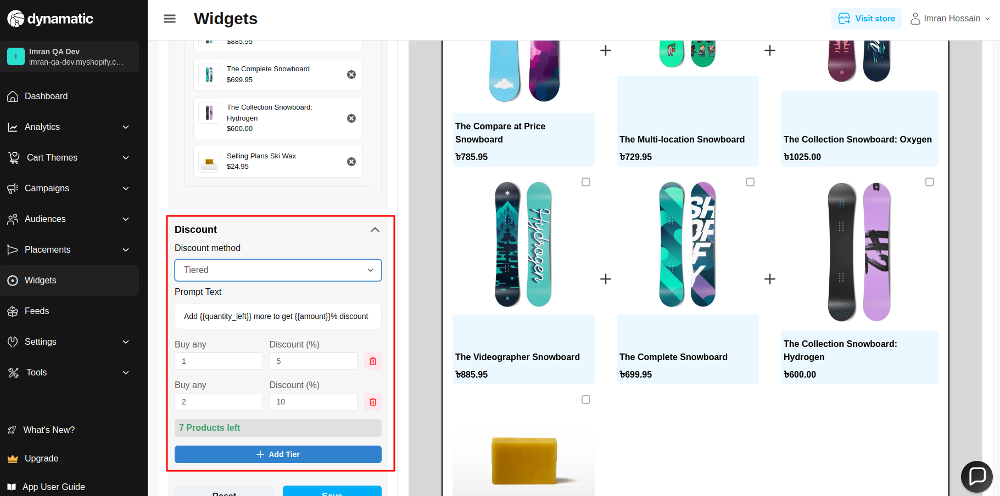 dynamatic
Widgets
Visit store
Imran Hossain
I
Imran QA Dev
imran-qa-dev.myshopify.c...
Dashboard
Analytics
Cart Themes
Campaigns
Audiences
Placements
Widgets
Feeds
Settings
Tools
What's New?
Upgrade
App User Guide
$885.95
The Complete Snowboard
$699.95
The Collection Snowboard:
Hydrogen
$600.00
Selling Plans Ski Wax
$24.95
Discount
Discount method
Tiered
Prompt Text
Add {{quantity_left}} more to get {{amount}}% discount
Buy any
Discount (%)
1
5
Buy any
Discount (%)
2
10
7 Products left
+ Add Tier
Reset
Save
The Compare at Price
Snowboard
৳785.95
The Multi-location Snowboard
৳729.95
The Collection Snowboard: Oxygen
৳1025.00
Hydrogen
SH
OP
IF
Y
The Videographer Snowboard
৳885.95
The Complete Snowboard
৳699.95
The Collection Snowboard:
Hydrogen
৳600.00